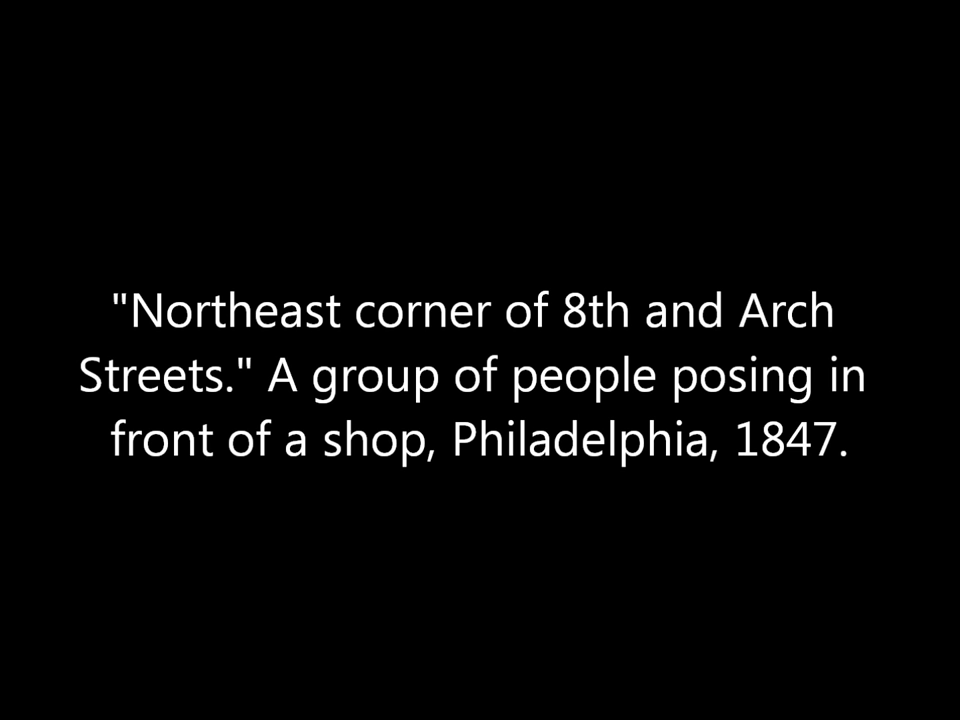 "Northeast corner of 8th and Arch
Streets." A group of people posing in
front of a shop, Philadelphia, 1847.